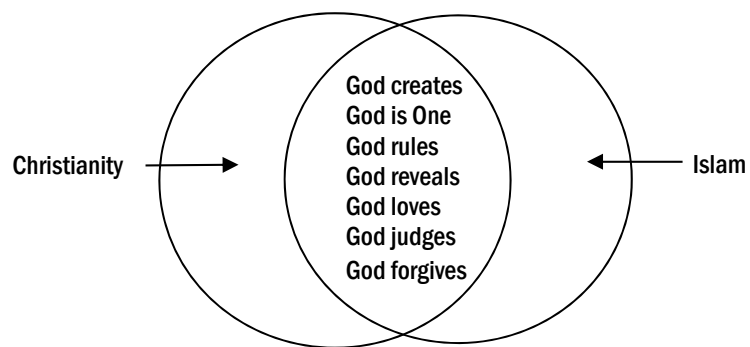 God creates
God is One
God rules
Christianity
God reveals
Islam
God loves
God judges
God forgives